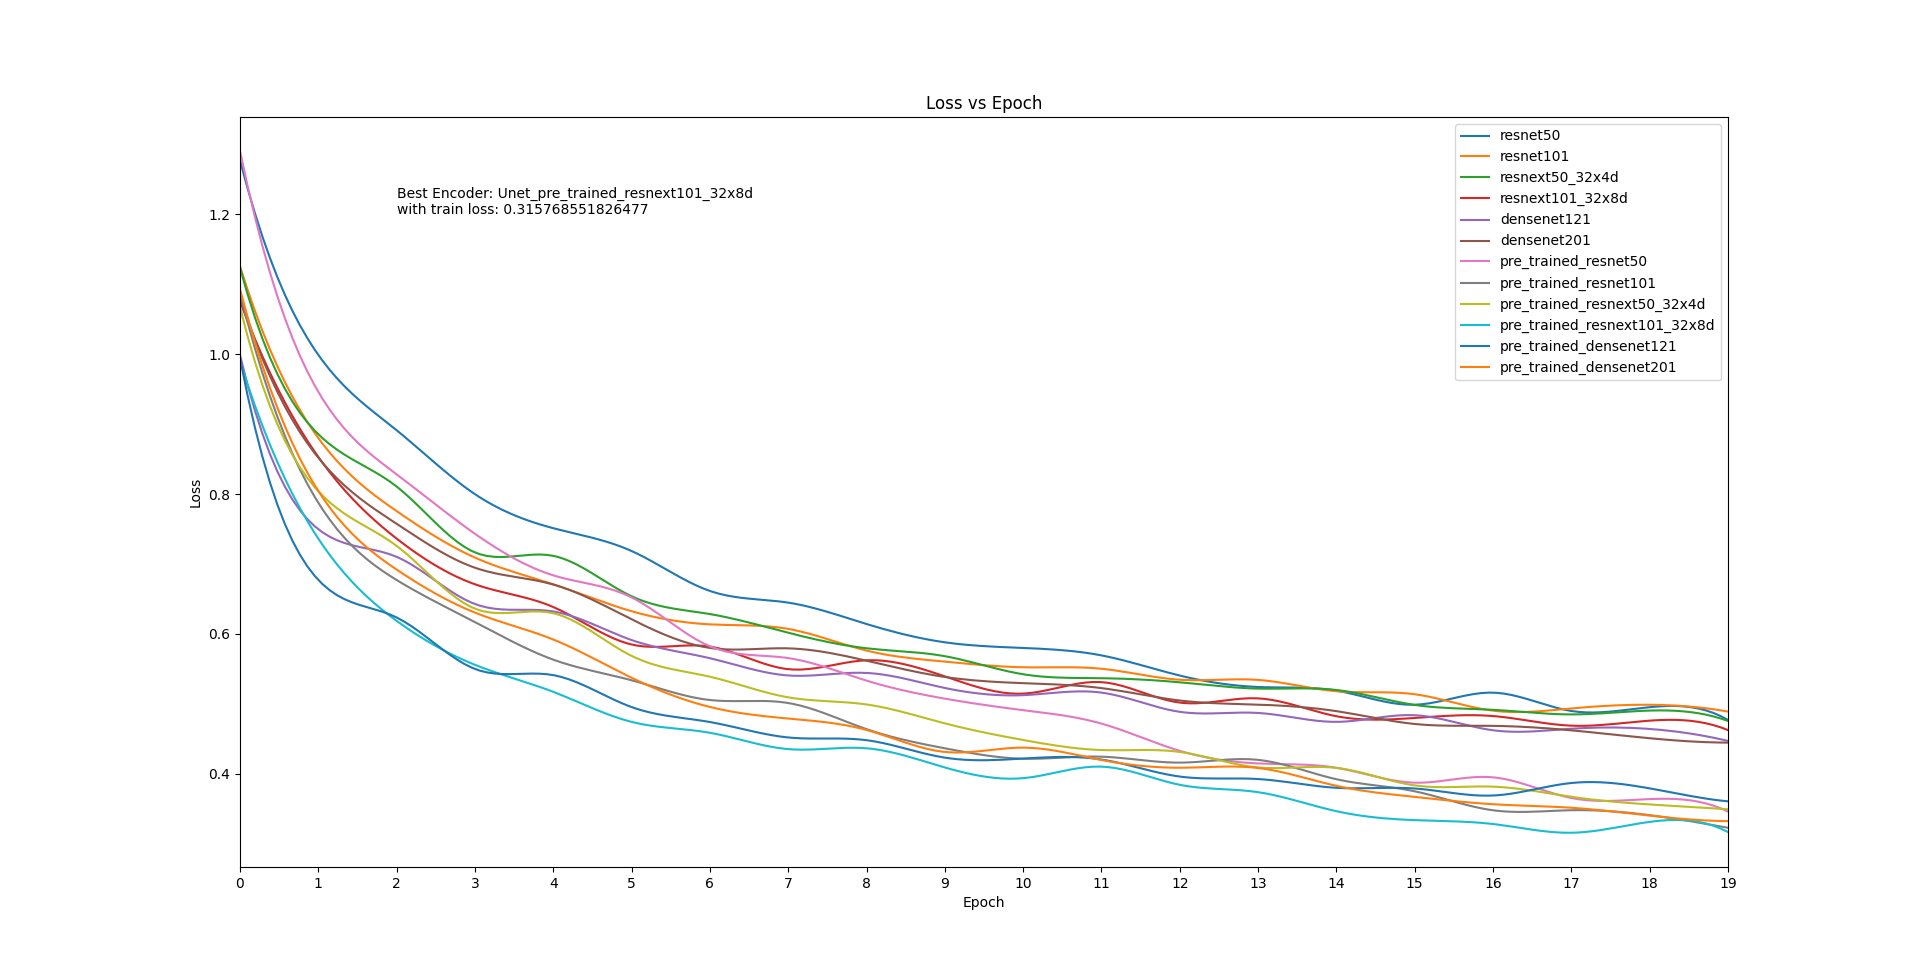 Loss vs Epoch
Best Encoder: Unet_pre_trained_resnext101_32x8d
with train loss: 0.315768551826477
resnet50
resnet101
resnext50_32x4d
resnext101_32x8d
densenet121
densenet201
pre_trained_resnet50
pre_trained_resnet101
pre_trained_resnext50_32x4d
pre_trained_resnext101_32x8d
pre_trained_densenet121
pre_trained_densenet201
Loss
1.2
1.0
0.8
0.6
0.4
0 1 2 3 4 5 6 7 8 9 10 11 12 13 14 15 16 17 18 19
Epoch